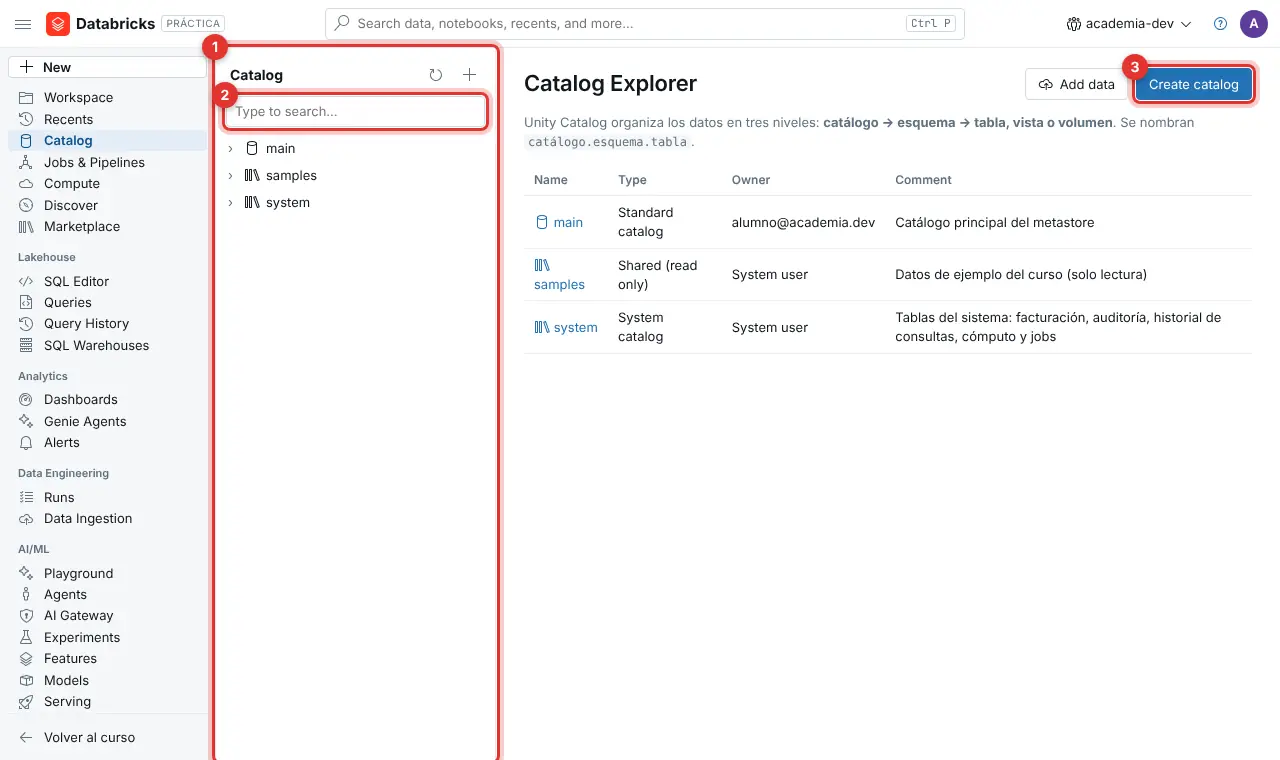 Databricks PRÁCTICA
Search data, notebooks, recents, and more... Ctrl P
academia-dev
? A
New
Workspace
Recents
Catalog
Jobs & Pipelines
Compute
Discover
Marketplace
Lakehouse
SQL Editor
Queries
Query History
SQL Warehouses
Analytics
Dashboards
Genie Agents
Alerts
Data Engineering
Runs
Data Ingestion
AI/ML
Playground
Agents
AI Gateway
Experiments
Features
Models
Serving
Volver al curso
1
Catalog
2
Type to search...
main
samples
system
Catalog Explorer
Add data
3
Create catalog
Unity Catalog organiza los datos en tres niveles: catálogo → esquema → tabla, vista o volumen. Se nombran
catálogo.esquema.tabla.
Name Type Owner Comment
main Standard catalog alumno@academia.dev Catálogo principal del metastore
samples Shared (read only) System user Datos de ejemplo del curso (solo lectura)
system System catalog System user Tablas del sistema: facturación, auditoría, historial de
consultas, cómputo y jobs